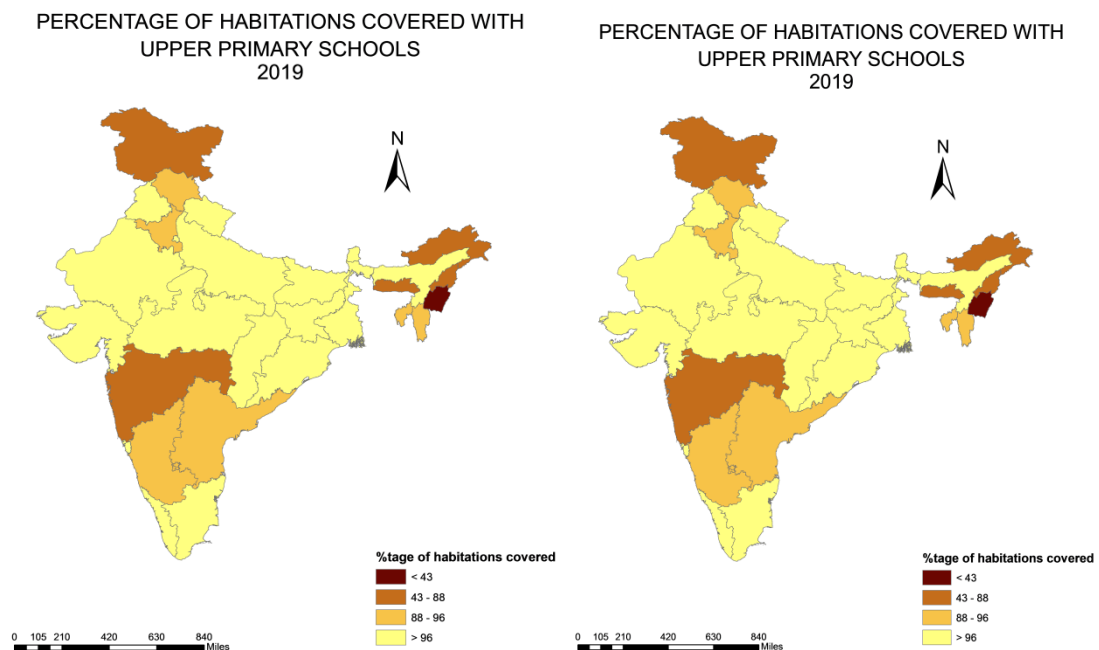 PERCENTAGE OF HABITATIONS COVERED WITH
UPPER PRIMARY SCHOOLS
2019
N
%tage of habitations covered
< 43
43 - 88
88 - 96
> 96
0 105 210 420 630 840
Miles
PERCENTAGE OF HABITATIONS COVERED WITH
UPPER PRIMARY SCHOOLS
2019
N
%tage of habitations covered
< 43
43 - 88
88 - 96
> 96
0 105 210 420 630 840
Miles